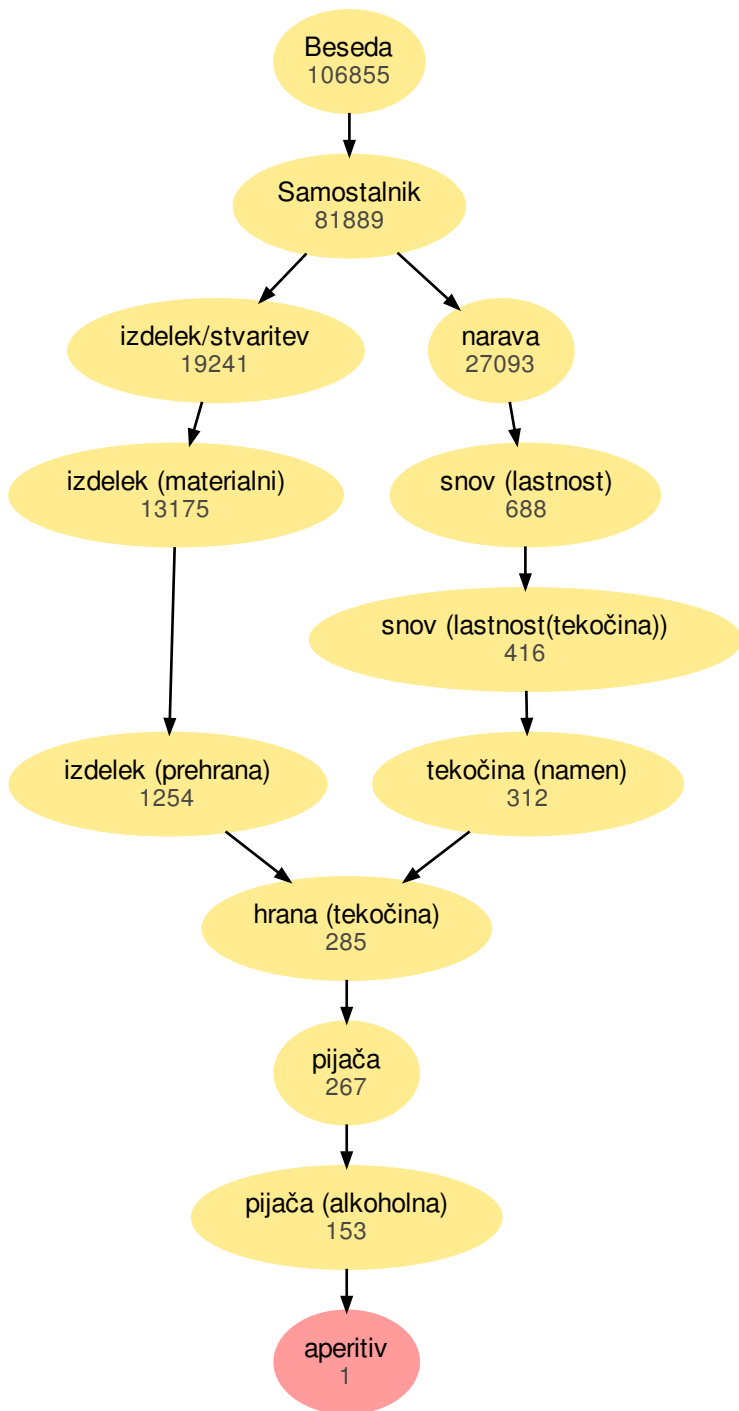 Beseda
106855
Samostalnik
81889
izdelek/stvaritev
19241
narava
27093
izdelek (materialni)
13175
snov (lastnost)
688
snov (lastnost(tekočina))
416
izdelek (prehrana)
1254
tekočina (namen)
312
hrana (tekočina)
285
pijača
267
pijača (alkoholna)
153
aperitiv
1